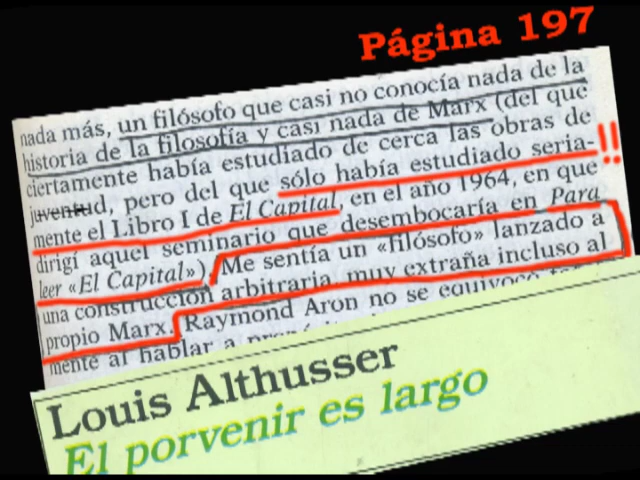 Página 197
nada más, un filósofo que casi no conocía nada de la
historia de la filosofía y casi nada de Marx (del que
ciertamente había estudiado de cerca las obras de
juventud, pero del que sólo había estudiado seria-!!
mente el Libro I de El Capital, en el año 1964, en que
dirigí aquel seminario que desembocaría en Para
leer «El Capital»). Me sentía un «filósofo» lanzado a
una construcción arbitraria, muy extraña incluso al
propio Marx. Raymond Aron no se equivocó
mente al hablar a
Louis Althusser
El porvenir es largo